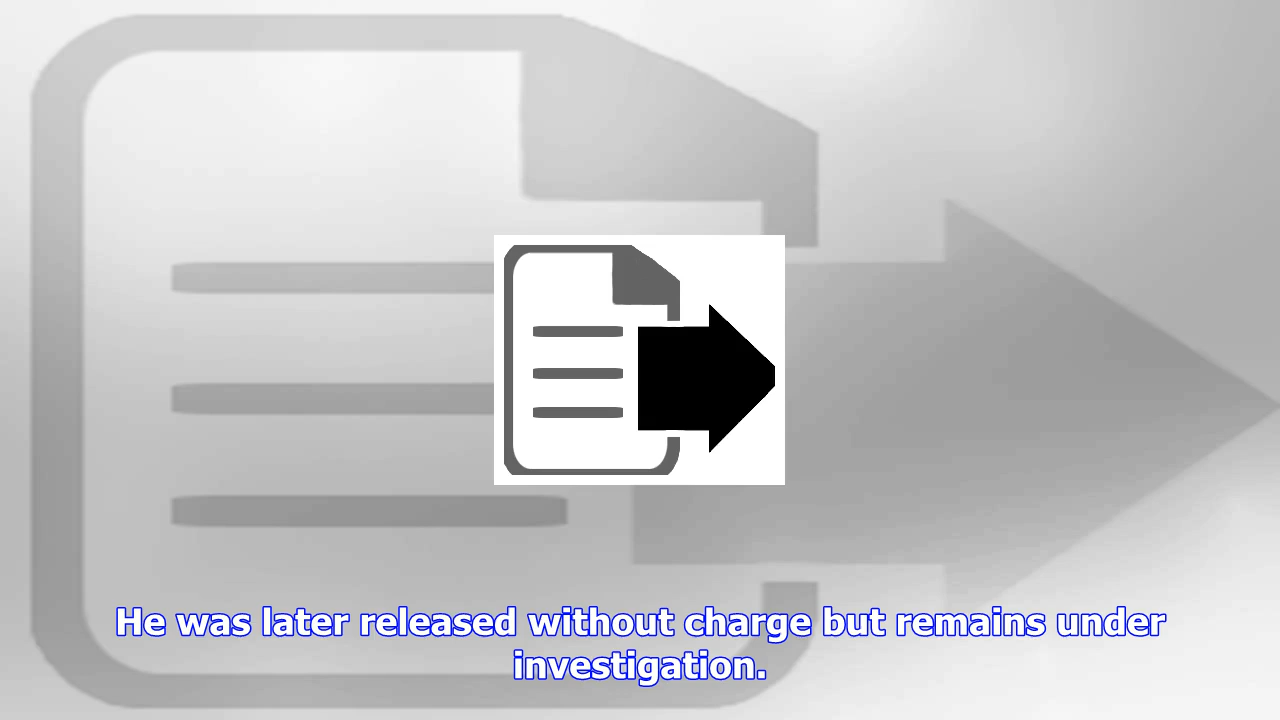 He was later released without charge but remains under
investigation.